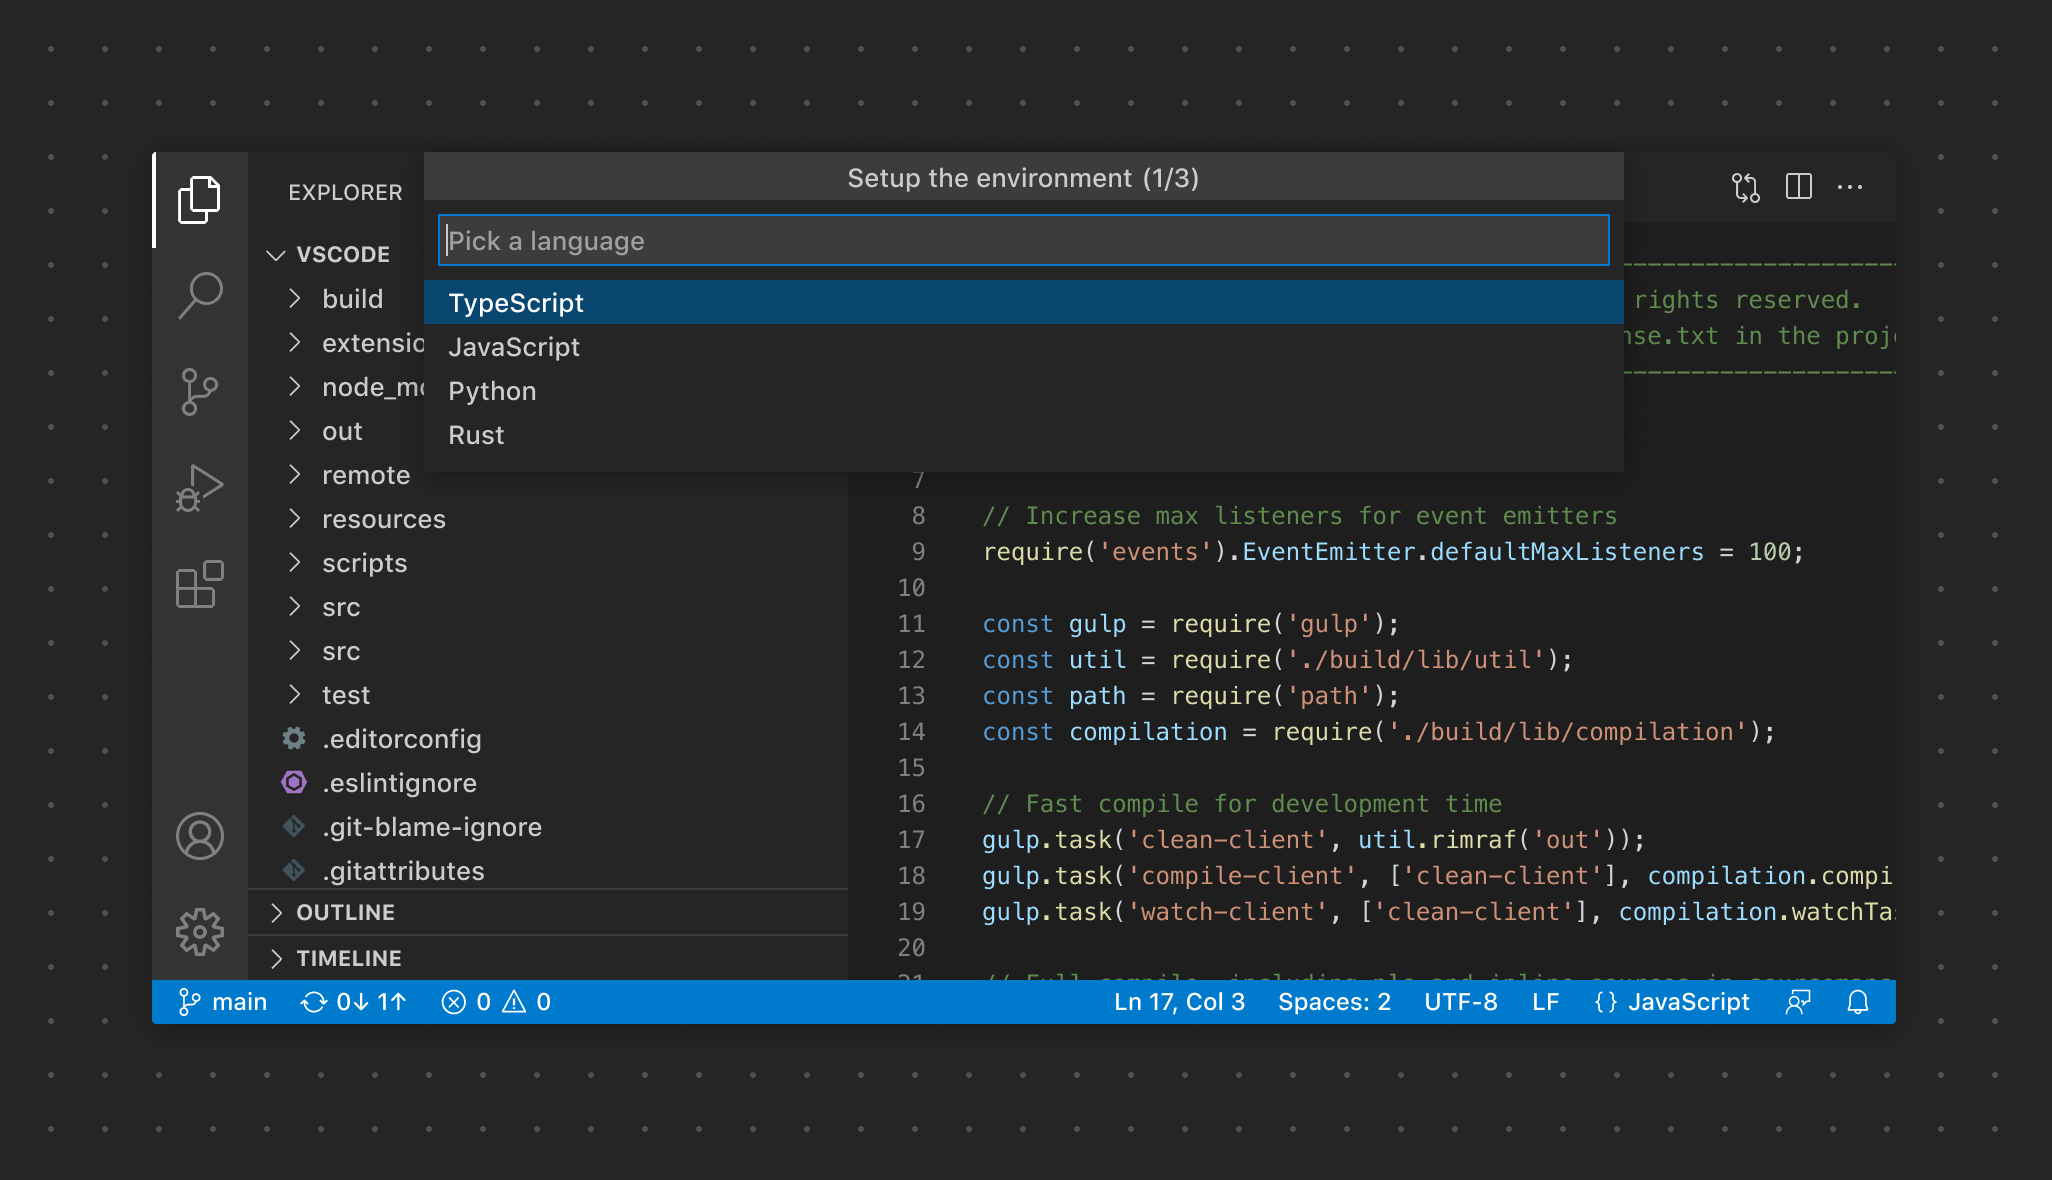 Setup the environment (1/3)
Pick a language
TypeScript
JavaScript
Python
Rust
EXPLORER
VSCODE
build
extensio
node_mo
out
remote
resources
scripts
src
src
test
.editorconfig
.eslintignore
.git-blame-ignore
.gitattributes
OUTLINE
TIMELINE
rights reserved.
nse.txt in the proj
7
8 // Increase max listeners for event emitters
9 require('events').EventEmitter.defaultMaxListeners = 100;
10
11 const gulp = require('gulp');
12 const util = require('./build/lib/util');
13 const path = require('path');
14 const compilation = require('./build/lib/compilation');
15
16 // Fast compile for development time
17 gulp.task('clean-client', util.rimraf('out'));
18 gulp.task('compile-client', ['clean-client'], compilation.compi
19 gulp.task('watch-client', ['clean-client'], compilation.watchTa
20
main 0↓ 1↑ 0 0 Ln 17, Col 3 Spaces: 2 UTF-8 LF {} JavaScript